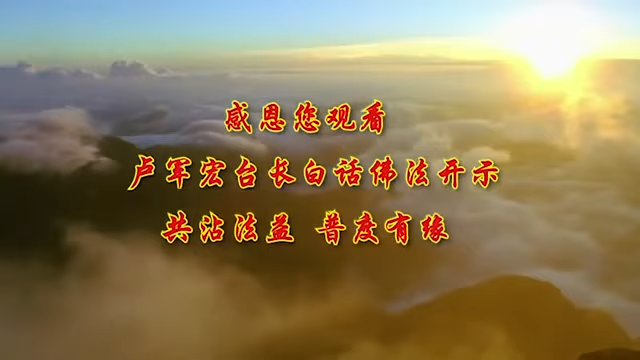 感恩您观看
卢军宏台长白话佛法开示
共沾法益 普度有缘